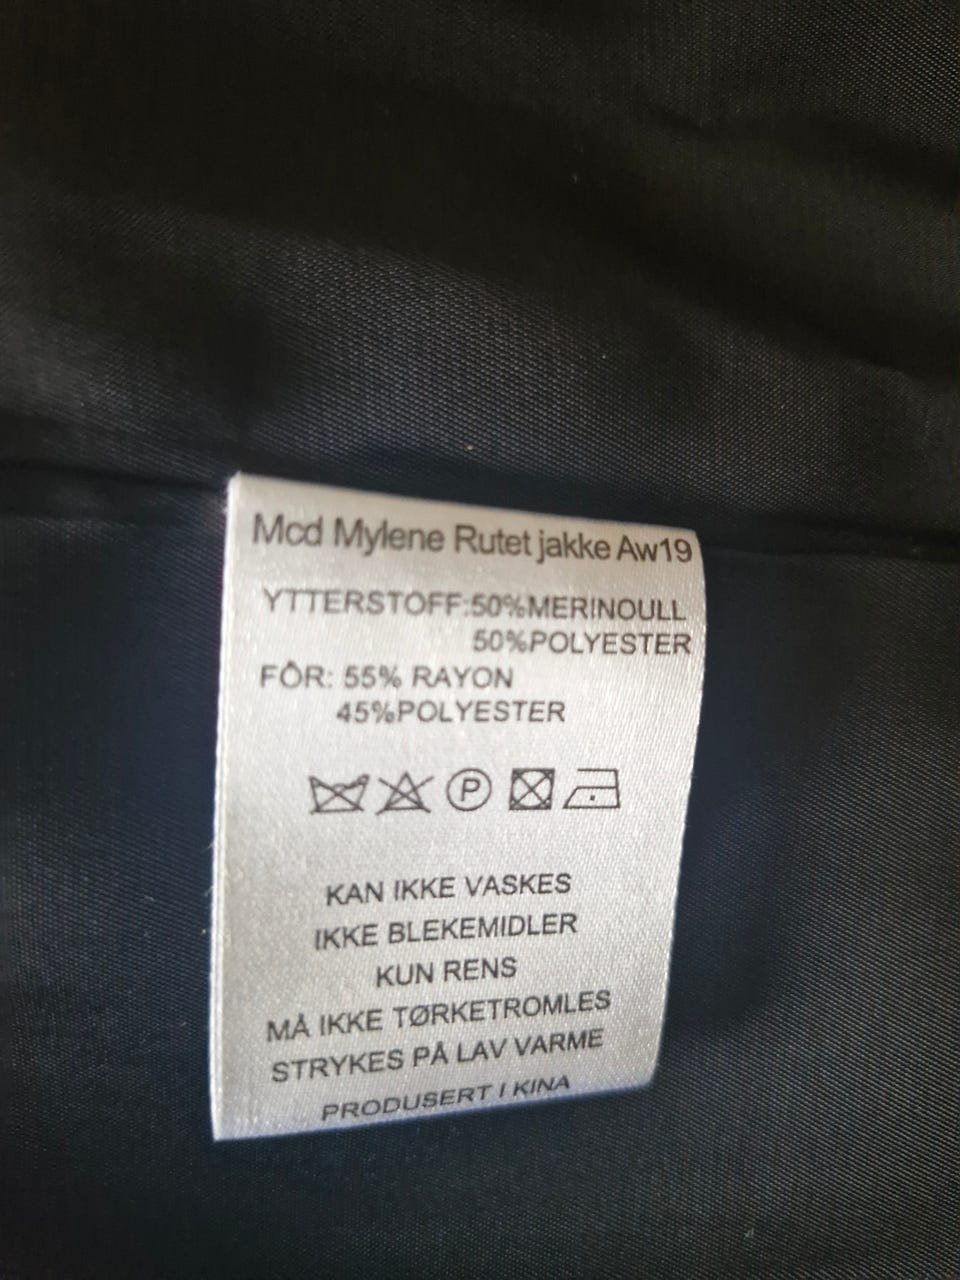 Mcd Mylene Rutet jakke Aw19
YTTERSTOFF:50%MERINOULL
50%POLYESTER
FÔR: 55% RAYON
45%POLYESTER
P
KAN IKKE VASKES
IKKE BLEKEMIDLER
KUN RENS
MÅ IKKE TØRKETROMLES
STRYKES PÅ LAV VARME
PRODUSERT I KINA